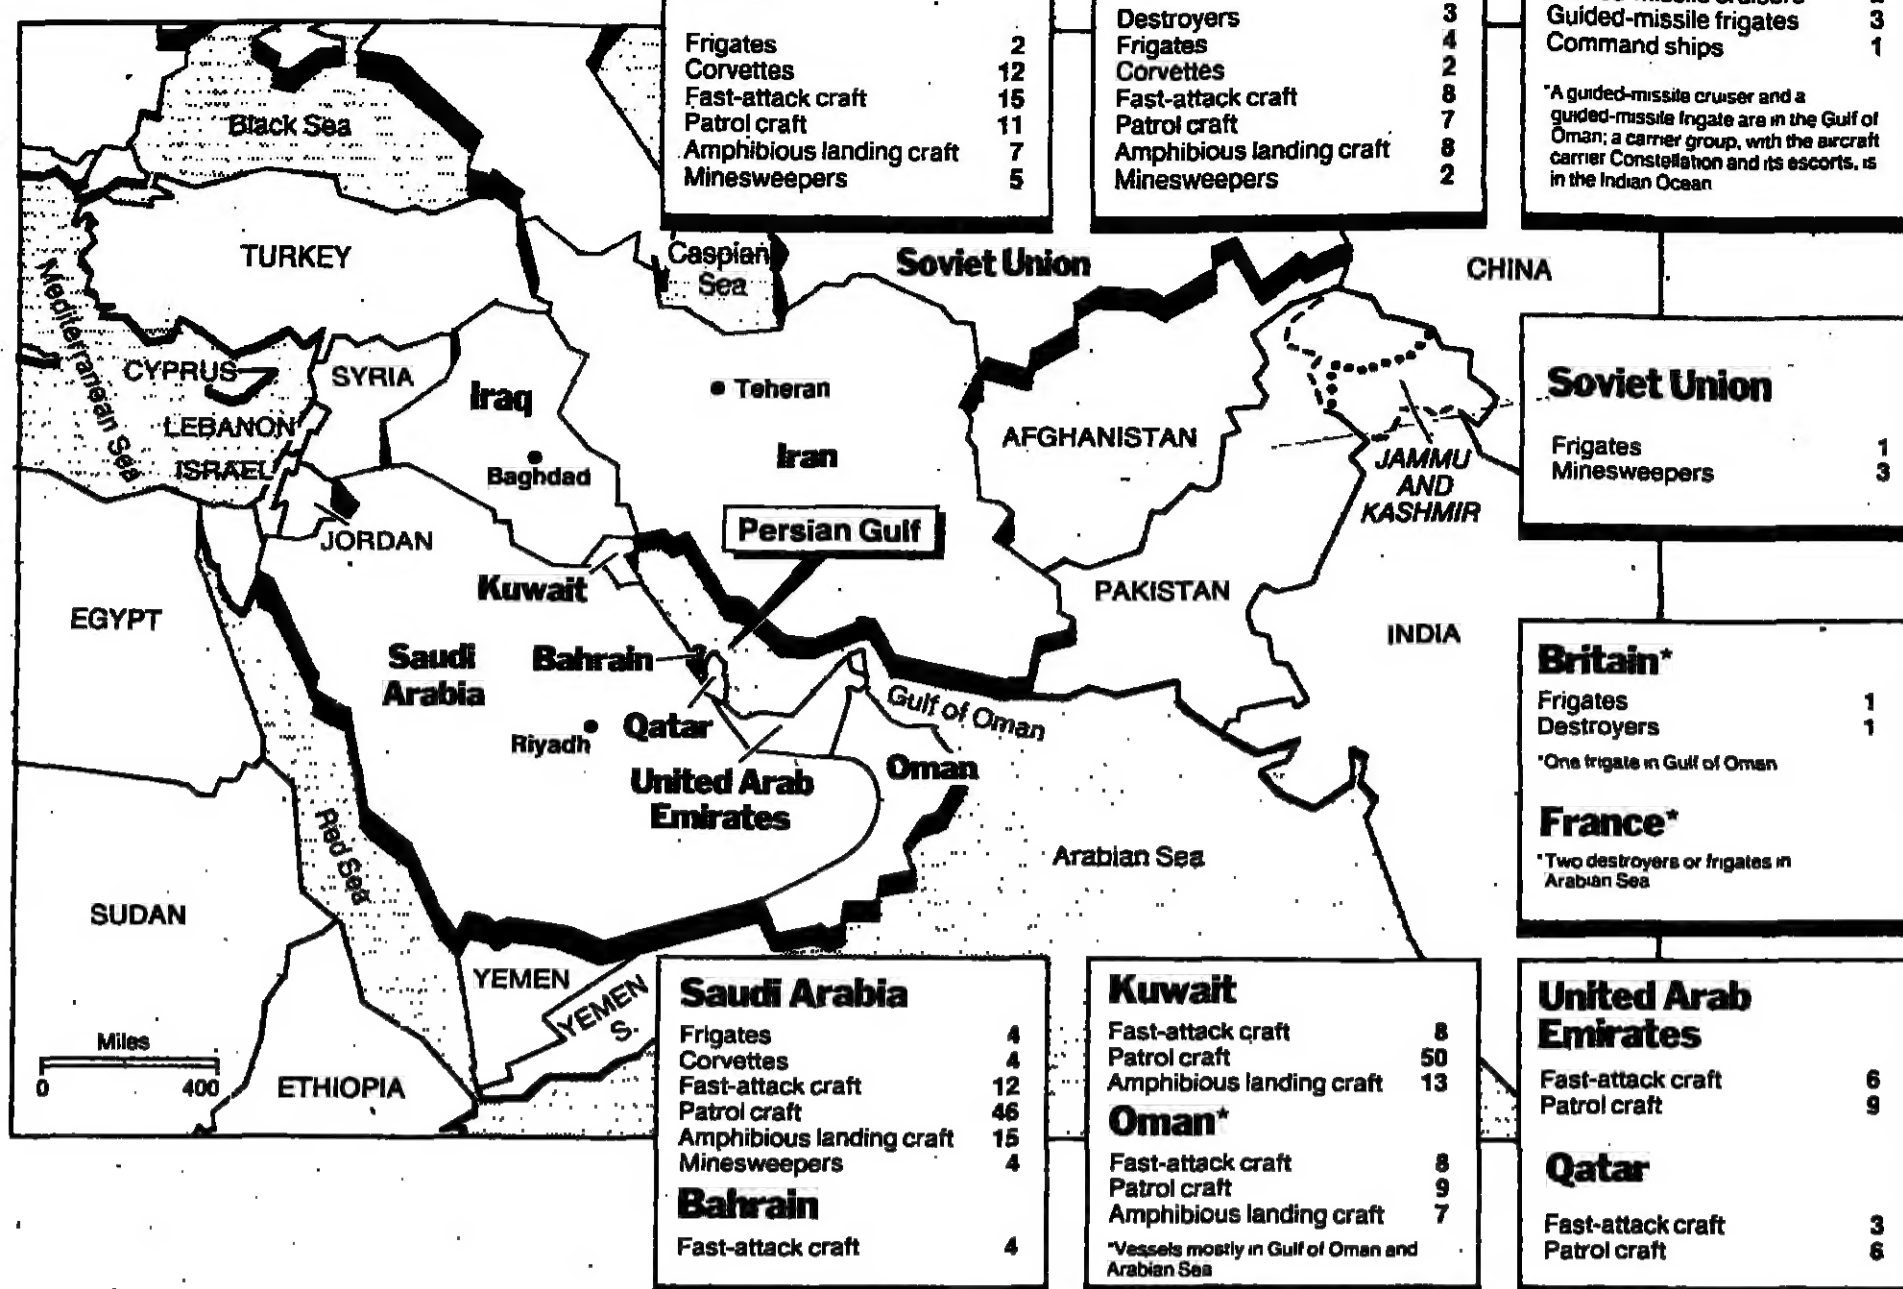 Frigates 2
Corvettes 12
Fast-attack craft 15
Patrol craft 11
Amphibious landing craft 7
Minesweepers 5
Destroyers 3
Frigates 4
Corvettes 2
Fast-attack craft 8
Patrol craft 7
Amphibious landing craft 8
Minesweepers 2
Guided-missile frigates 3
Command ships 1
*A guided-missile cruiser and a
guided-missile frigate are in the Gulf of
Oman; a carrier group, with the aircraft
carrier Constellation and its escorts, is
in the Indian Ocean
Black Sea
TURKEY
Caspian
Sea
Soviet Union
CHINA
Mediterranean Sea
CYPRUS
SYRIA
Iraq
Teheran
LEBANON
ISRAEL
Baghdad
Iran
AFGHANISTAN
JAMMU
AND
KASHMIR
JORDAN
Persian Gulf
Kuwait
PAKISTAN
EGYPT
INDIA
Saudi
Arabia
Bahrain
Gulf of Oman
Qatar
Riyadh
United Arab
Emirates
Oman
Red Sea
Arabian Sea
SUDAN
YEMEN
YEMEN
S.
Miles
0 400
ETHIOPIA
Soviet Union
Frigates 1
Minesweepers 3
Britain*
Frigates 1
Destroyers 1
*One frigate in Gulf of Oman
France*
*Two destroyers or frigates in
Arabian Sea
Saudi Arabia
Frigates 4
Corvettes 4
Fast-attack craft 12
Patrol craft 46
Amphibious landing craft 15
Minesweepers 4
Bahrain
Fast-attack craft 4
Kuwait
Fast-attack craft 8
Patrol craft 50
Amphibious landing craft 13
Oman*
Fast-attack craft 8
Patrol craft 9
Amphibious landing craft 7
*Vessels mostly in Gulf of Oman and
Arabian Sea
United Arab
Emirates
Fast-attack craft 6
Patrol craft 9
Qatar
Fast-attack craft 3
Patrol craft 6